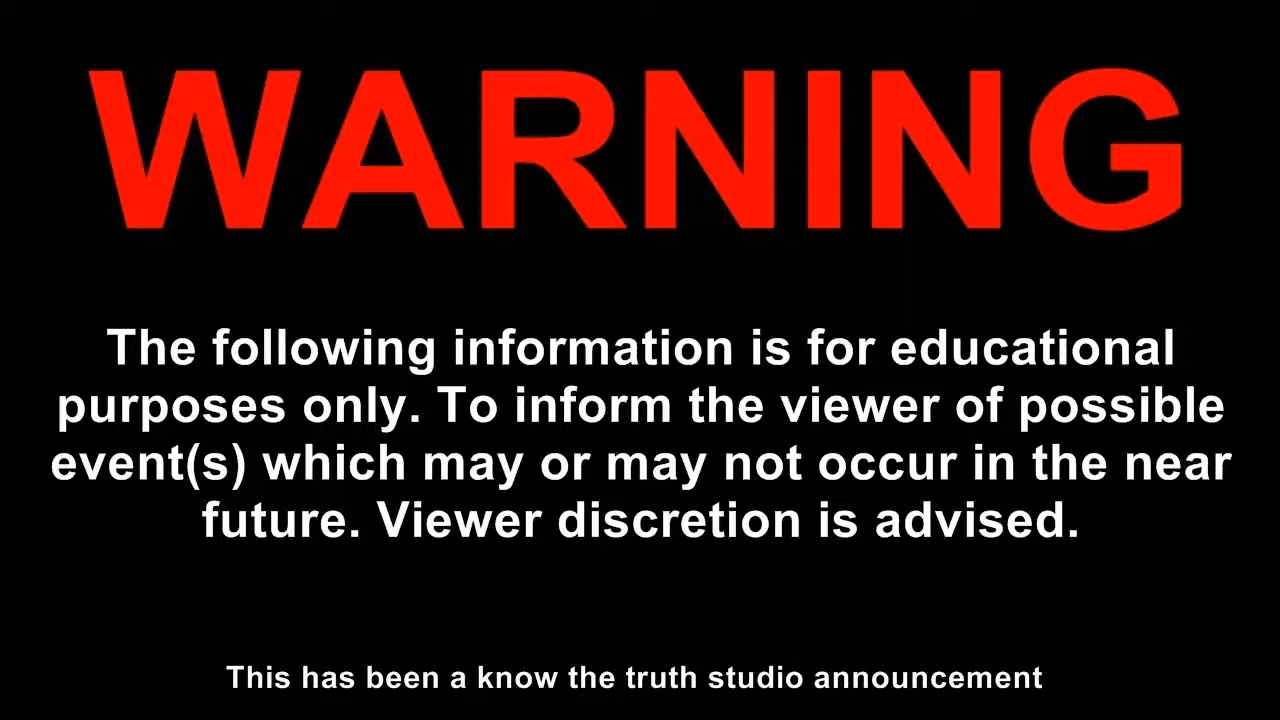 WARNING
The following information is for educational
purposes only. To inform the viewer of possible
event(s) which may or may not occur in the near
future. Viewer discretion is advised.
This has been a know the truth studio announcement